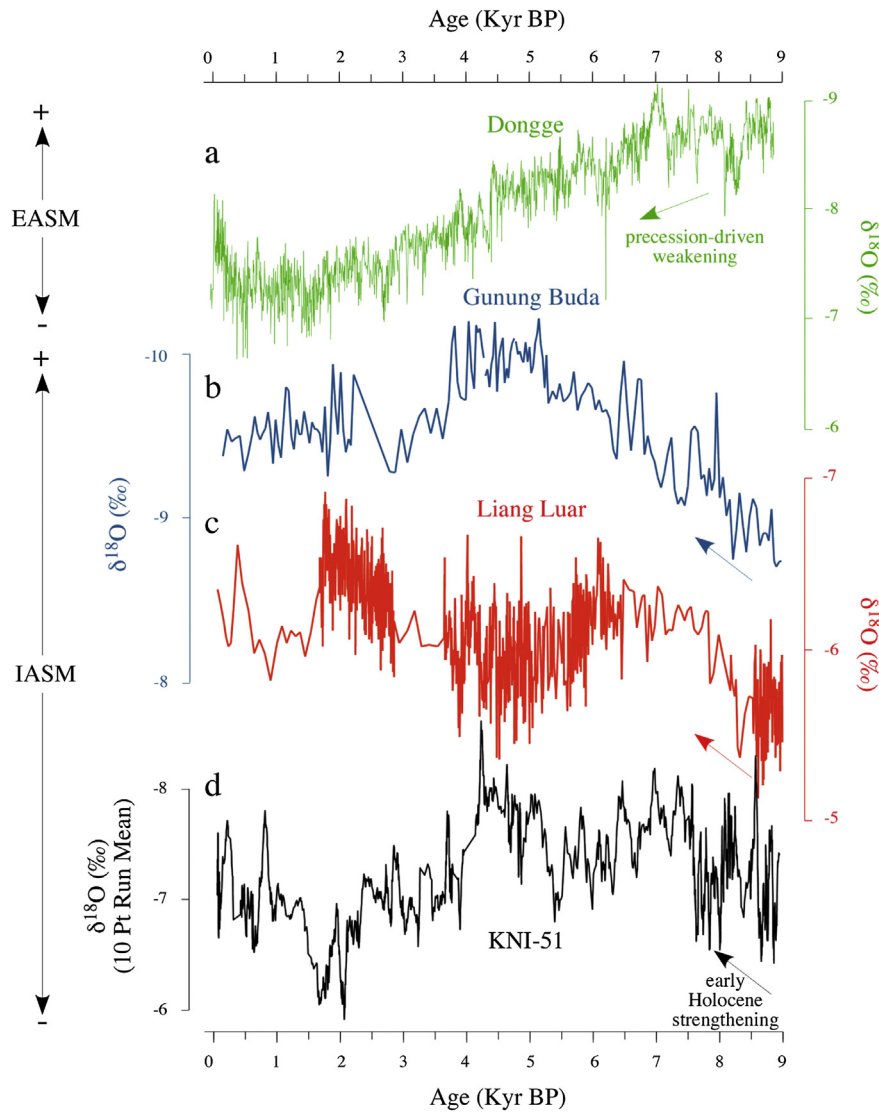 Age (Kyr BP)
0 1 2 3 4 5 6 7 8 9
+
EASM
-
a
Dongge
precession-driven
weakening
-9
-8
-7
-6
δ18O (‰)
+
IASM
-
Gunung Buda
b
-10
-9
-8
δ18O (‰)
c
Liang Luar
-7
-6
-5
δ18O (‰)
d
-8
-7
-6
δ18O (‰)
(10 Pt Run Mean)
KNI-51
early
Holocene
strengthening
0 1 2 3 4 5 6 7 8 9
Age (Kyr BP)